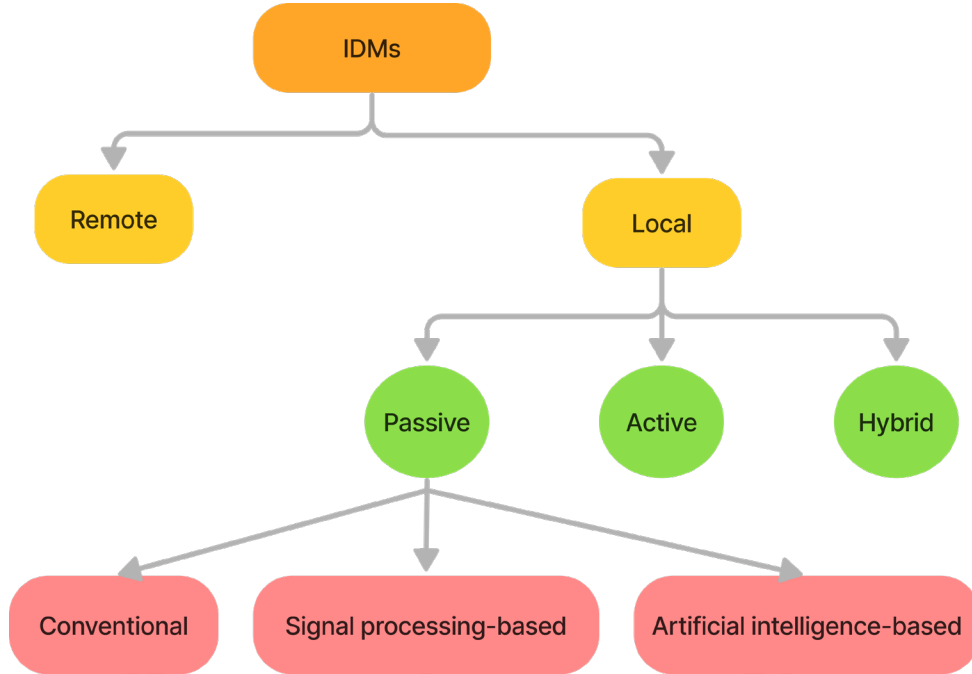 IDMs
Remote
Local
Passive
Active
Hybrid
Conventional
Signal processing-based
Artificial intelligence-based